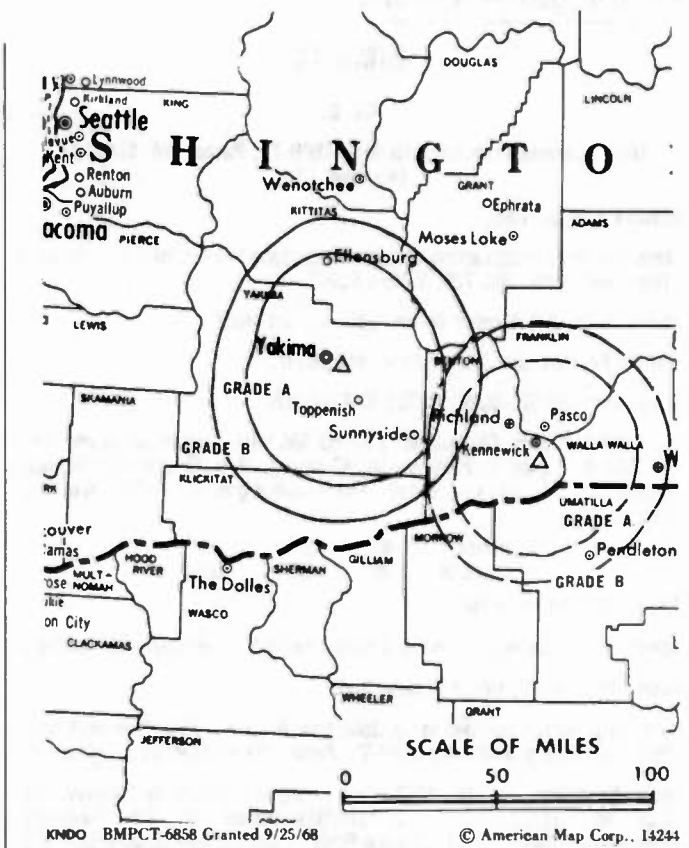 DOUGLAS
Lynnwood
Kirkland
KING
LINCOLN
Seattle
S H I N G T O
Kent
Renton
Wenotchee
GRANT
Auburn
Ephrata
Puyallup
KITTITAS
ADAMS
acoma
PIERCE
Moses Lake
Ellensburg
YAKIMA
LEWIS
FRANKLIN
Yakima
BENTON
GRADE A
SKAMANIA
Toppenish
Richland
Pasco
Sunnyside
Kennewick
WALLA WALLA
GRADE B
W
KLICKITAT
UMATILLA
GRADE A
ouver
MORROW
amas
HOOD RIVER
GILLIAM
Pendleton
MULT-
NOMAH
SHERMAN
The Dolles
GRADE B
WASCO
on City
CLACKAMAS
WHEELER
GRANT
JEFFERSON
SCALE OF MILES
0 50 100
KNDO BMPCT-6858 Granted 9/25/68 © American Map Corp., 14244